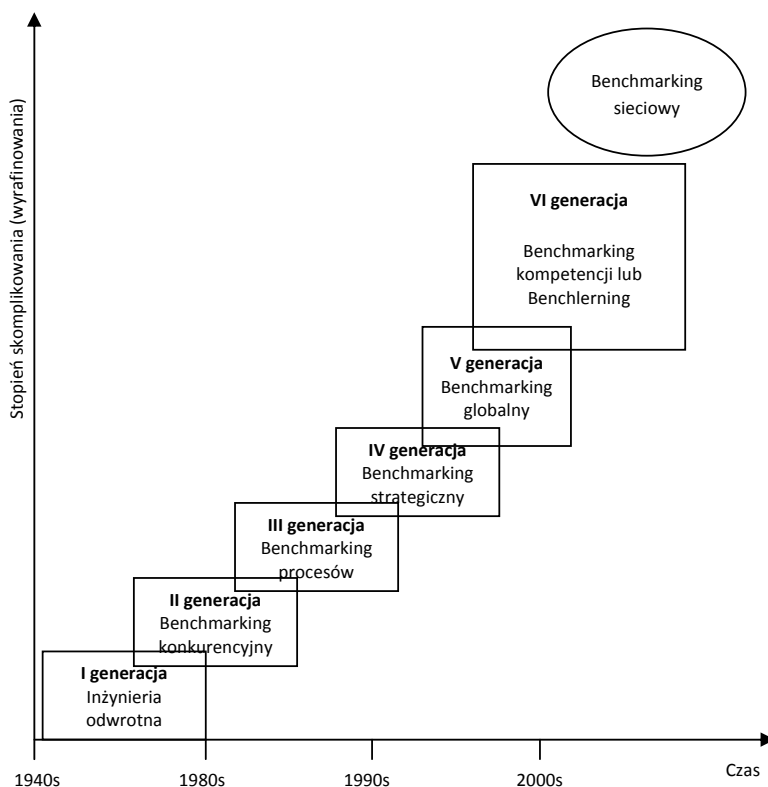 Stopień skomplikowania (wyrafinowania)
Benchmarking
sieciowy
VI generacja
Benchmarking
kompetencji lub
Benchlerning
V generacja
Benchmarking
globalny
IV generacja
Benchmarking
strategiczny
III generacja
Benchmarking
procesów
II generacja
Benchmarking
konkurencyjny
I generacja
Inżynieria
odwrotna
1940s
1980s
1990s
2000s
Czas